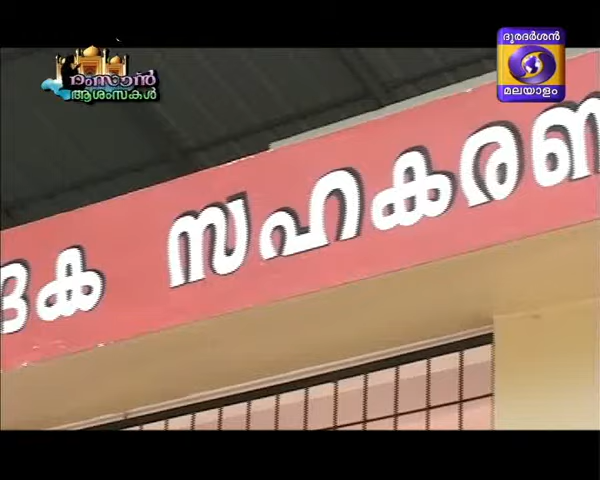 ദൂരദർശൻ
മലയാളം
റംസാൻ
ആശംസകൾ
ക സഹകരണ